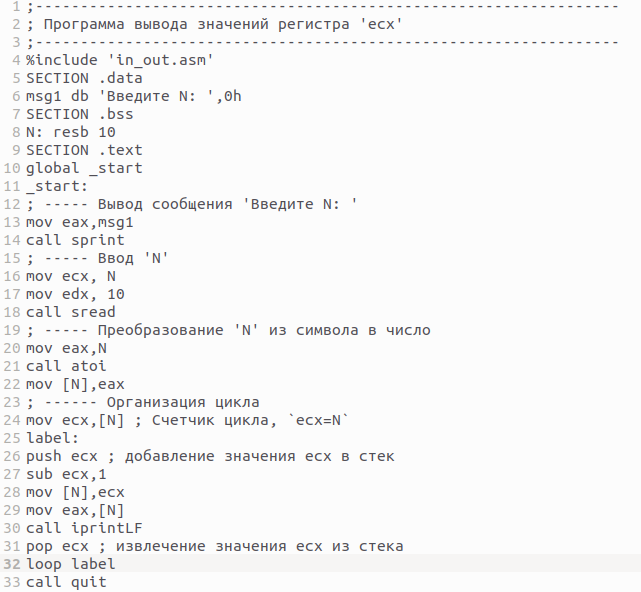 1 ;-----------------------------------------------------------------
2 ; Программа вывода значений регистра 'ecx'
3 ;-----------------------------------------------------------------
4 %include 'in_out.asm'
5 SECTION .data
6 msg1 db 'Введите N: ',0h
7 SECTION .bss
8 N: resb 10
9 SECTION .text
10 global _start
11 _start:
12 ; ----- Вывод сообщения 'Введите N: '
13 mov eax,msg1
14 call sprint
15 ; ----- Ввод 'N'
16 mov ecx, N
17 mov edx, 10
18 call sread
19 ; ----- Преобразование 'N' из символа в число
20 mov eax,N
21 call atoi
22 mov [N],eax
23 ; ------ Организация цикла
24 mov ecx,[N] ; Счетчик цикла, `ecx=N`
25 label:
26 push ecx ; добавление значения ecx в стек
27 sub ecx,1
28 mov [N],ecx
29 mov eax,[N]
30 call iprintLF
31 pop ecx ; извлечение значения ecx из стека
32 loop label
33 call quit